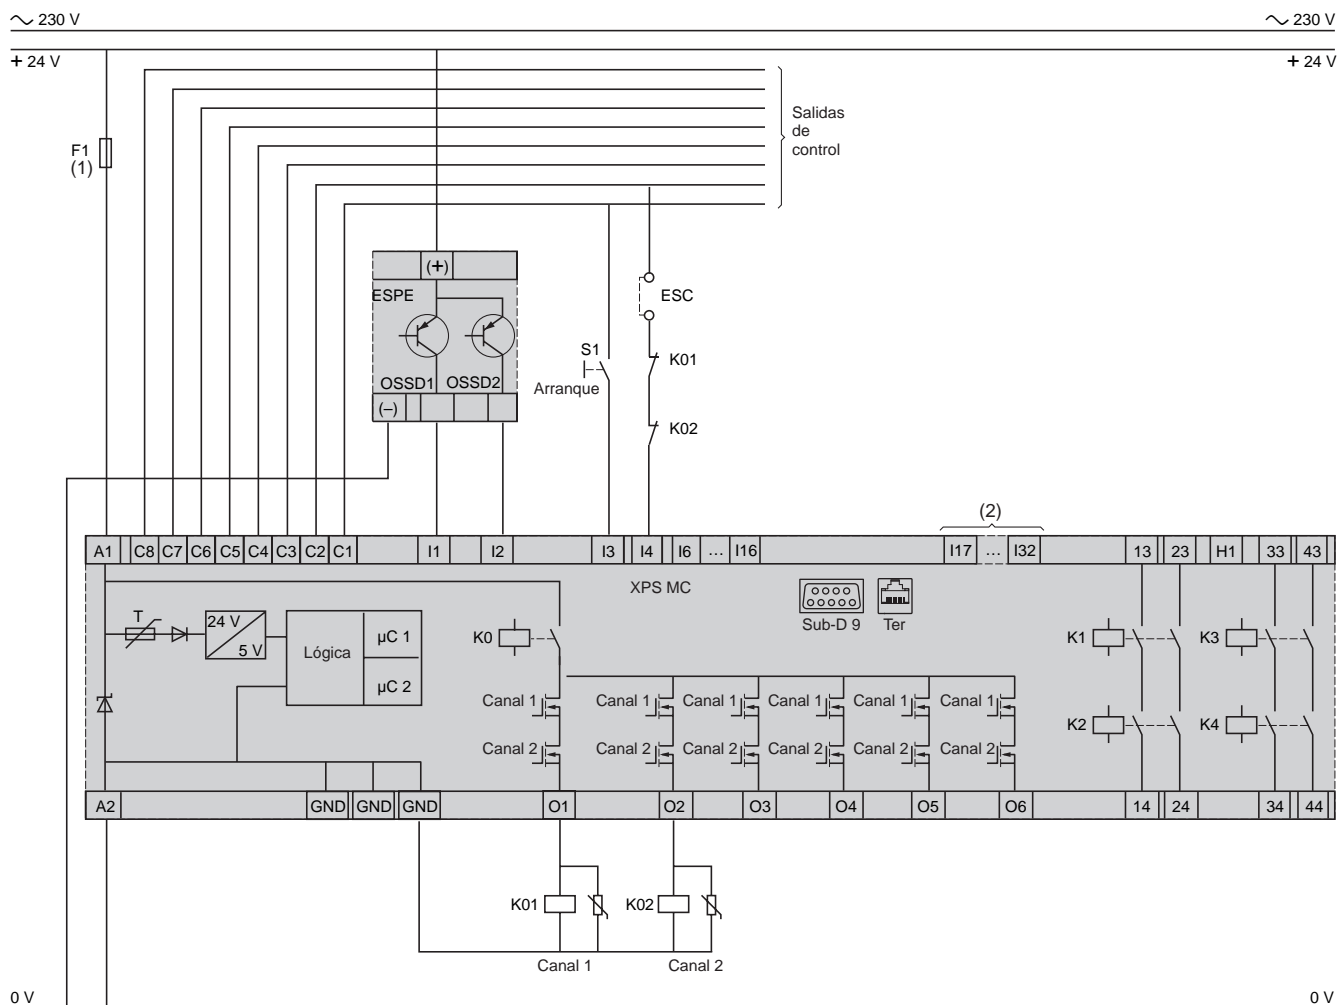 230 V 230 V
+ 24 V + 24 V
Salidas
de
control
F1
(1)
(+)
ESPE
ESC
S1
Arranque
K01
OSSD1 OSSD2
(–)
K02
(2)
A1 C8 C7 C6 C5 C4 C3 C2 C1 I1 I2 I3 I4 I6 ... I16 I17 ... I32 13 23 H1 33 43
XPS MC
T
24 V
5 V
Lógica
µC 1
µC 2
K0
Sub-D 9 Ter
K1 K3
Canal 1 Canal 1 Canal 1 Canal 1 Canal 1 Canal 1
K2 K4
Canal 2 Canal 2 Canal 2 Canal 2 Canal 2 Canal 2
A2 GND GND GND O1 O2 O3 O4 O5 O6 14 24 34 44
K01 K02
Canal 1 Canal 2
0 V 0 V